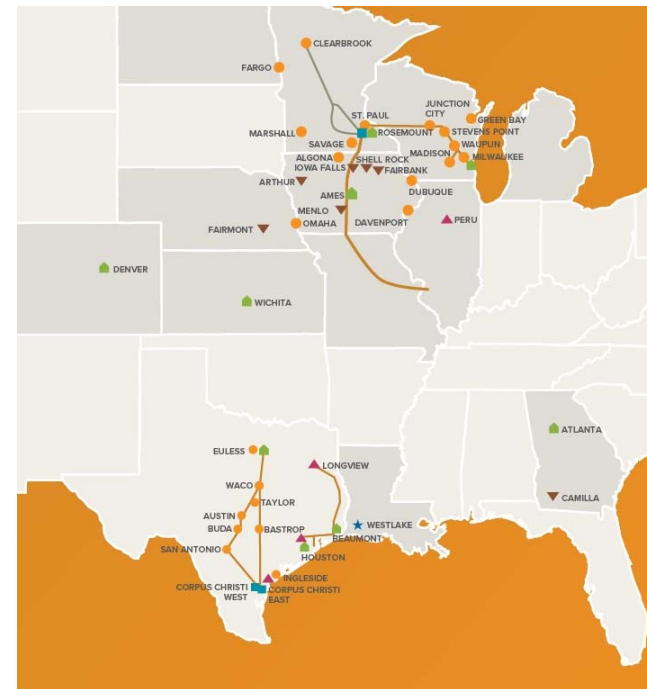 CLEARBROOK
FARGO
ST. PAUL
JUNCTION
CITY
GREEN BAY
MARSHALL
ROSEMOUNT
STEVENS POINT
SAVAGE
WAUPUN
ALGONA
SHELL ROCK
MADISON
MILWAUKEE
IOWA FALLS
FAIRBANK
ARTHUR
DUBUQUE
AMES
MENLO
OMAHA
DAVENPORT
PERU
FAIRMONT
DENVER
WICHITA
ATLANTA
EULESS
LONGVIEW
WACO
CAMILLA
TAYLOR
AUSTIN
BUDA
BASTROP
WESTLAKE
BEAUMONT
SAN ANTONIO
HOUSTON
INGLESIDE
CORPUS CHRISTI
WEST
CORPUS CHRISTI
EAST